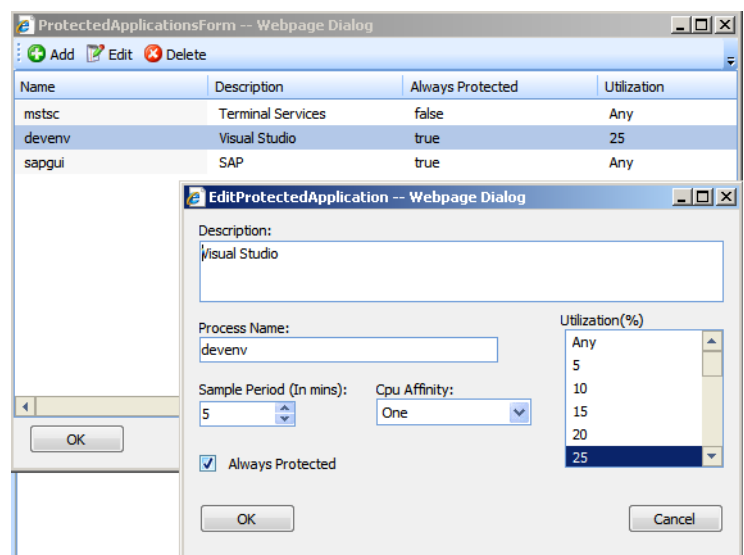 ProtectedApplicationsForm -- Webpage Dialog
Add Edit Delete
Name Description Always Protected Utilization
mstsc Terminal Services false Any
devenv Visual Studio true 25
sapgui SAP true Any
OK
EditProtectedApplication -- Webpage Dialog
Description:
Visual Studio
Process Name:
devenv
Utilization(%)
Any
5
10
15
20
25
Sample Period (In mins): Cpu Affinity:
5 One
Always Protected
OK Cancel